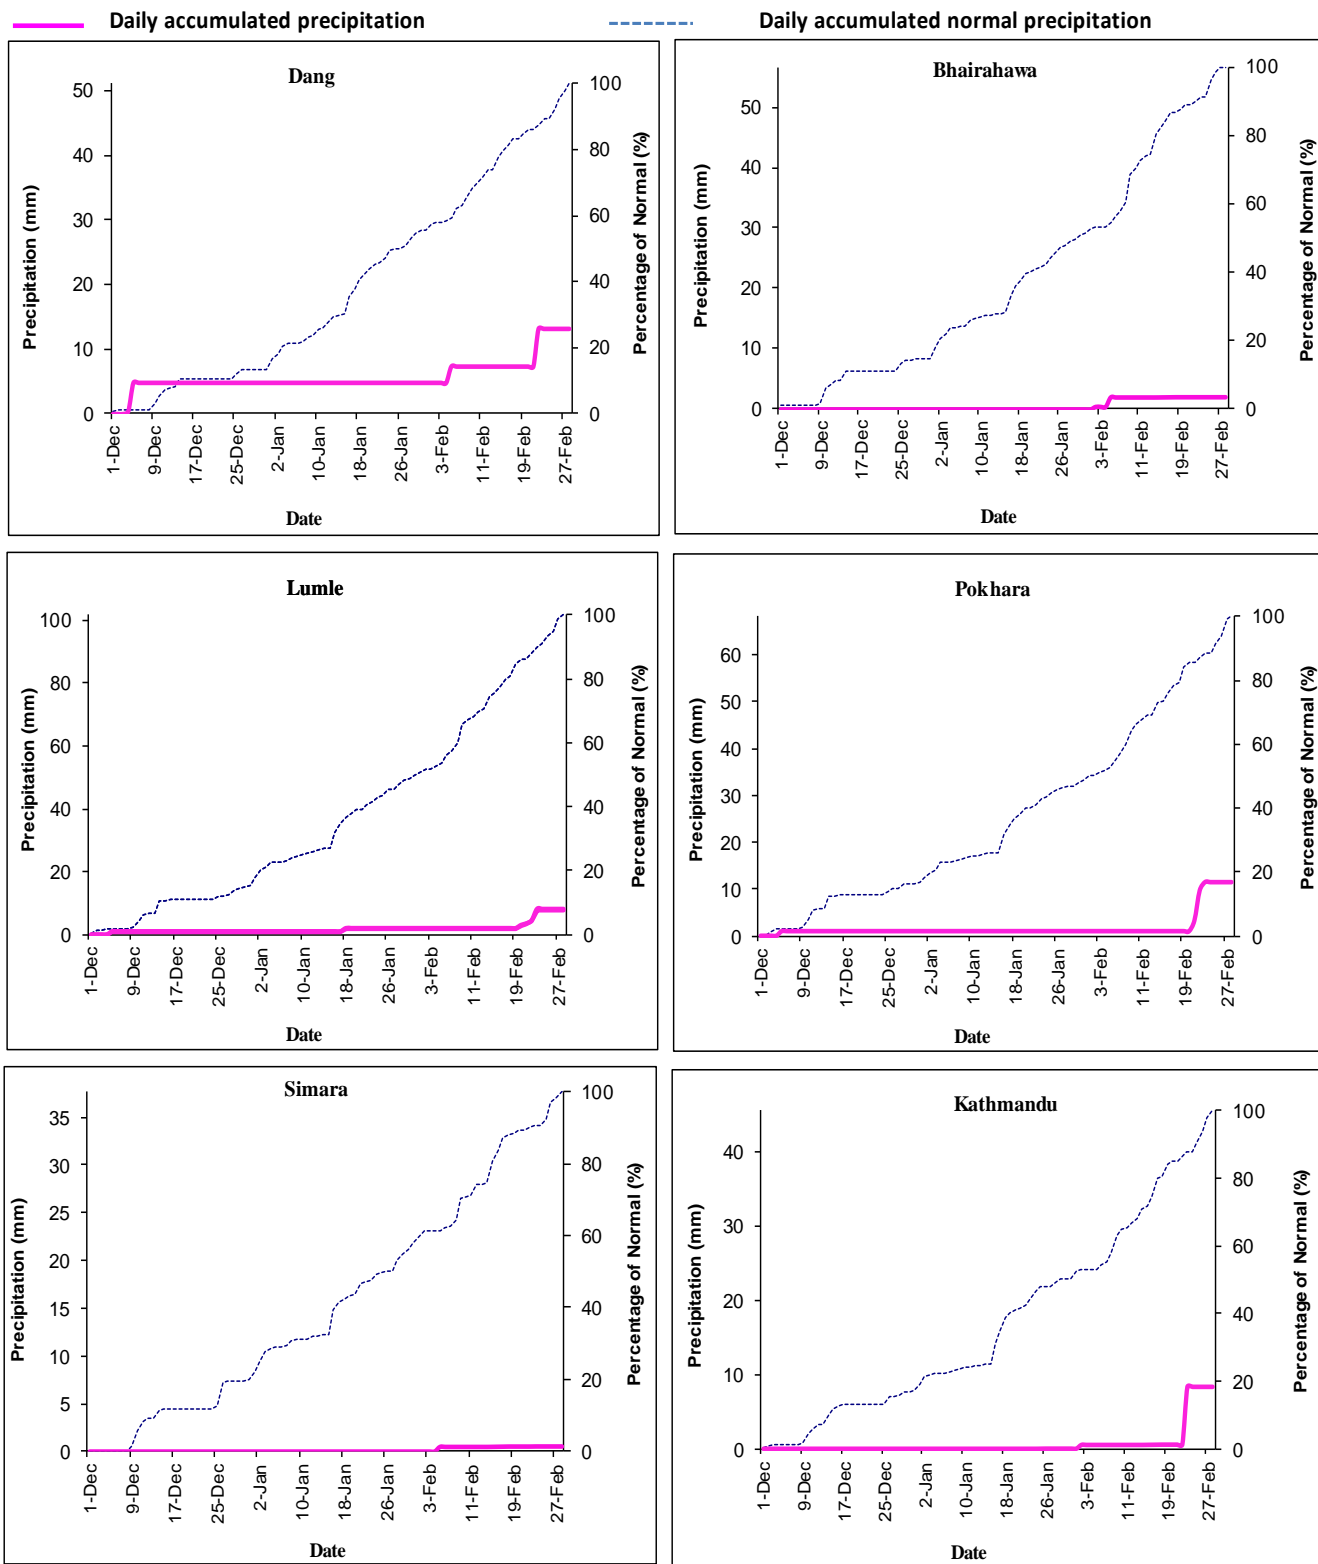 Daily accumulated precipitation Daily accumulated normal precipitation
Dang
Precipitation (mm)
50
40
30
20
10
0
100
80
60
40
20
0
Percentage of Normal (%)
1-Dec 9-Dec 17-Dec 25-Dec 2-Jan 10-Jan 18-Jan 26-Jan 3-Feb 11-Feb 19-Feb 27-Feb
Date
Bhairahawa
Precipitation (mm)
50
40
30
20
10
0
100
80
60
40
20
0
Percentage of Normal (%)
1-Dec 9-Dec 17-Dec 25-Dec 2-Jan 10-Jan 18-Jan 26-Jan 3-Feb 11-Feb 19-Feb 27-Feb
Date
Lumle
Precipitation (mm)
100
80
60
40
20
0
100
80
60
40
20
0
Percentage of Normal (%)
1-Dec 9-Dec 17-Dec 25-Dec 2-Jan 10-Jan 18-Jan 26-Jan 3-Feb 11-Feb 19-Feb 27-Feb
Date
Pokhara
Precipitation (mm)
60
50
40
30
20
10
0
100
80
60
40
20
0
Percentage of Normal (%)
1-Dec 9-Dec 17-Dec 25-Dec 2-Jan 10-Jan 18-Jan 26-Jan 3-Feb 11-Feb 19-Feb 27-Feb
Date
Simara
Precipitation (mm)
35
30
25
20
15
10
5
0
100
80
60
40
20
0
Percentage of Normal (%)
1-Dec 9-Dec 17-Dec 25-Dec 2-Jan 10-Jan 18-Jan 26-Jan 3-Feb 11-Feb 19-Feb 27-Feb
Date
Kathmandu
Precipitation (mm)
40
30
20
10
0
100
80
60
40
20
0
Percentage of Normal (%)
1-Dec 9-Dec 17-Dec 25-Dec 2-Jan 10-Jan 18-Jan 26-Jan 3-Feb 11-Feb 19-Feb 27-Feb
Date